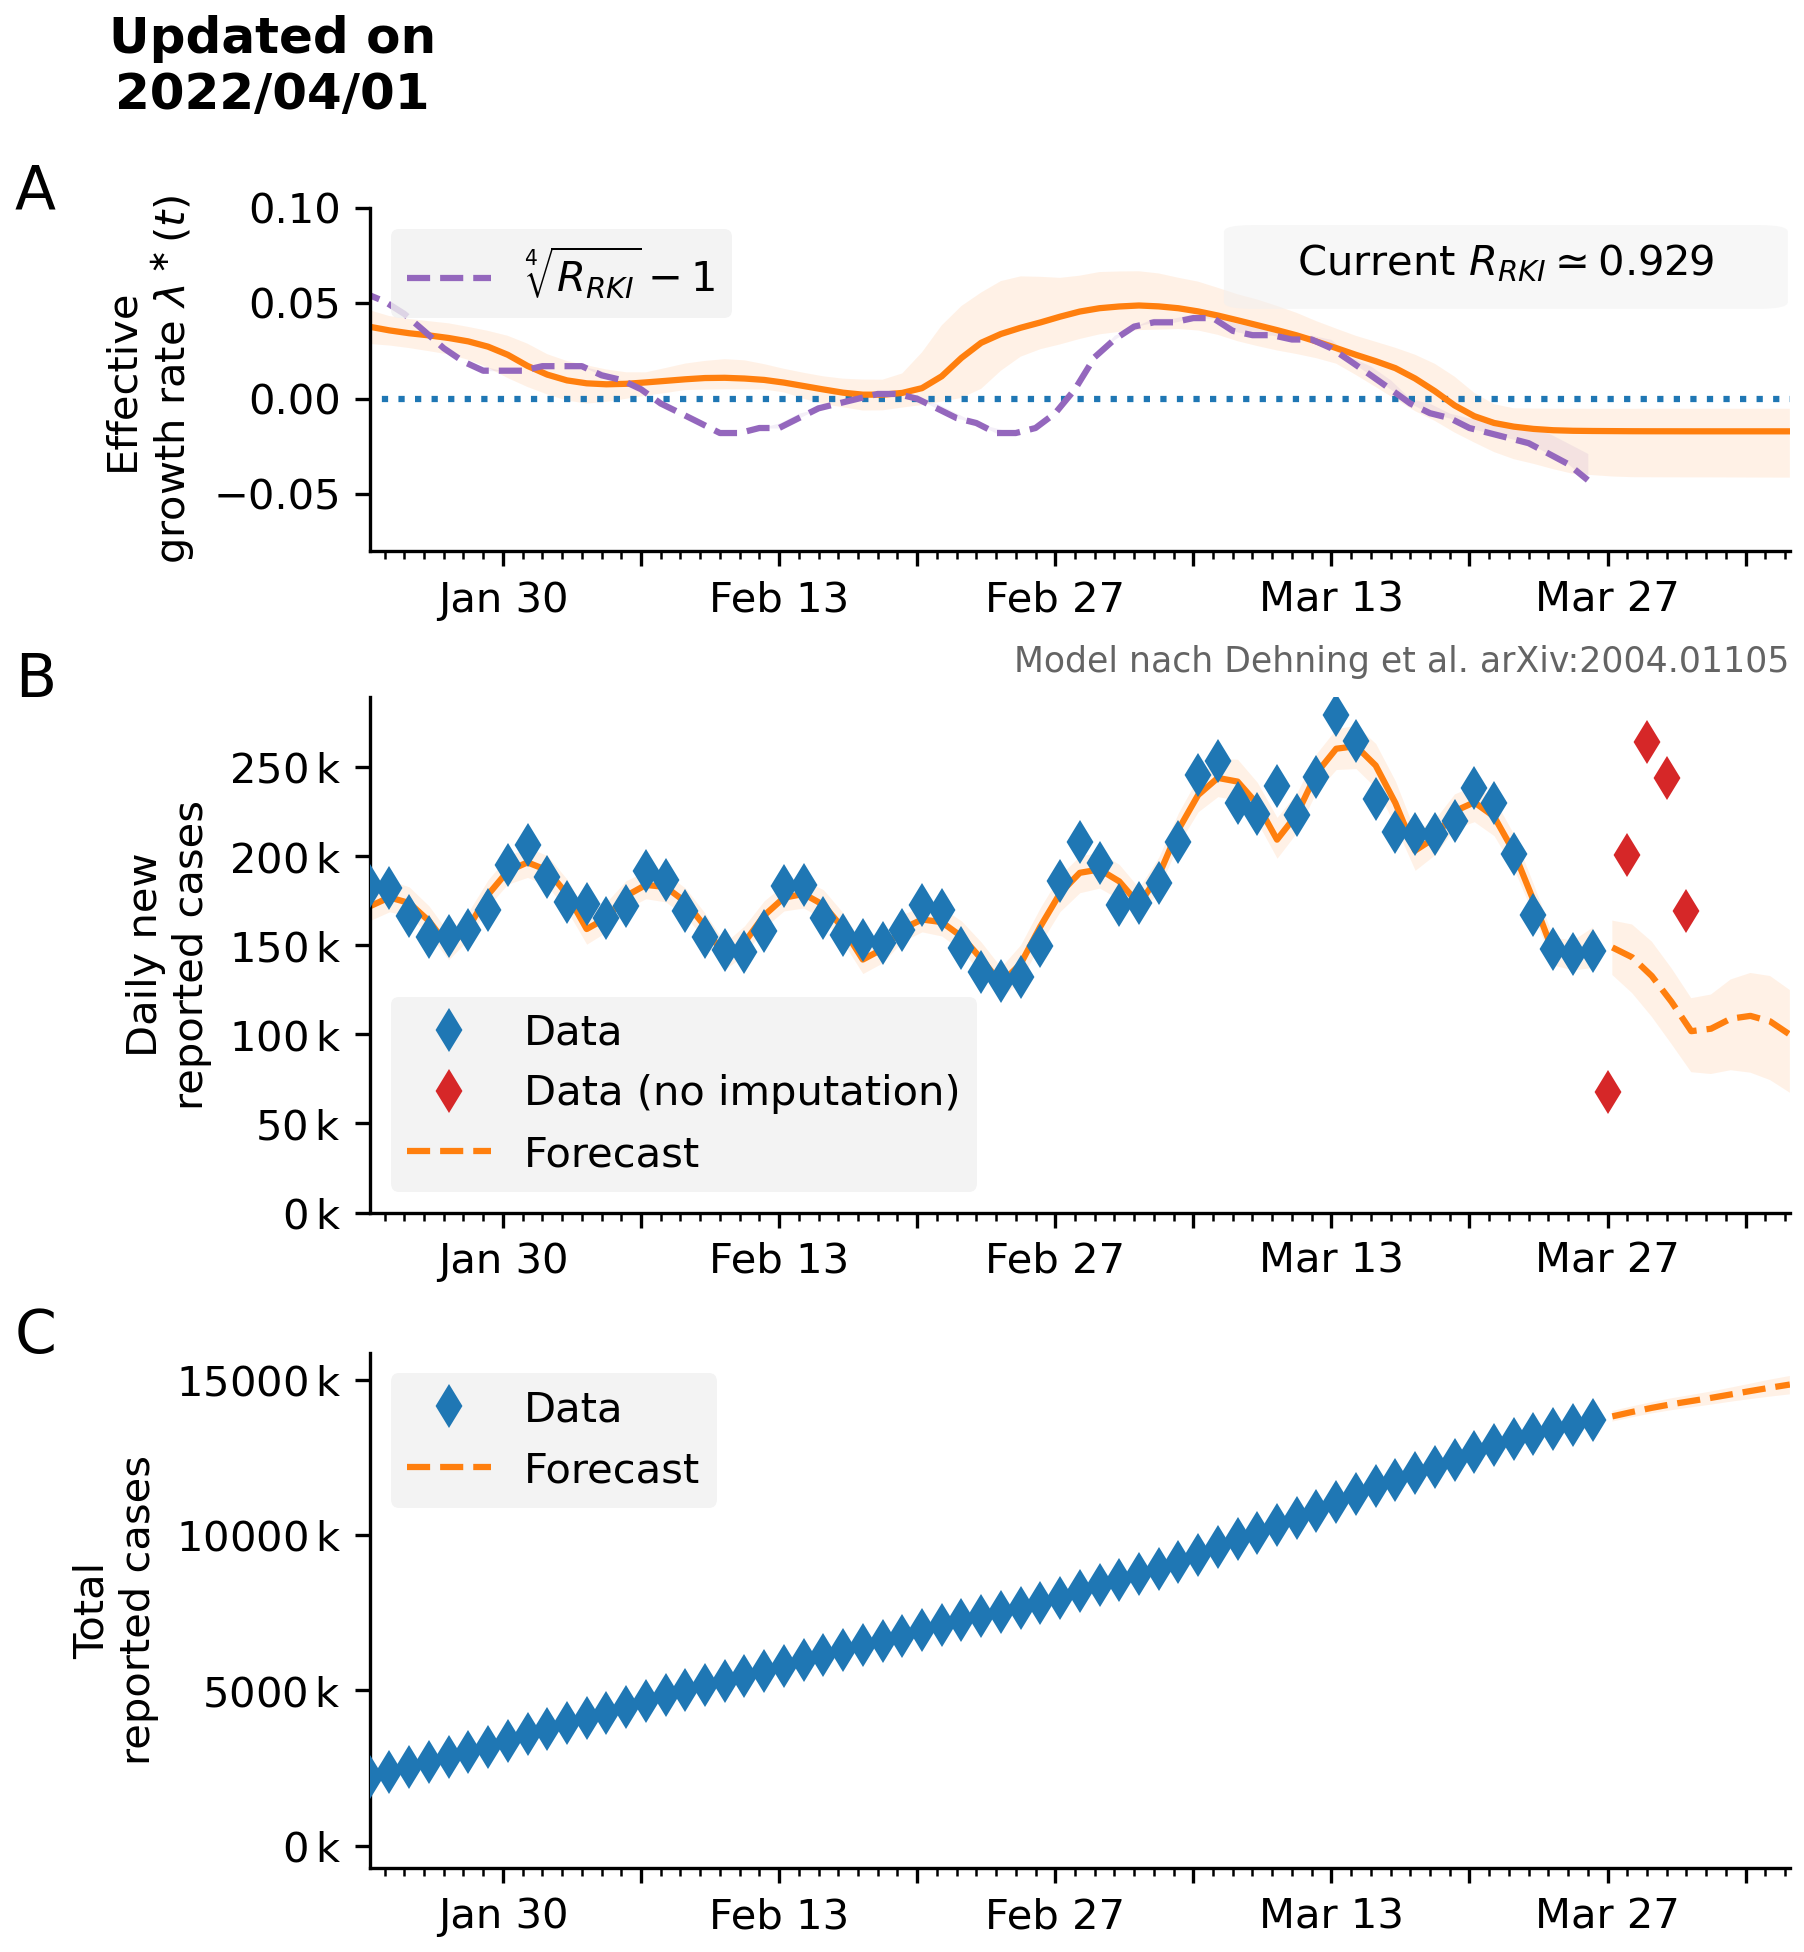 Updated on
2022/04/01
A
Effective
growth rate λ * (t)
0.10
0.05
0.00
−0.05
∜R_RKI − 1
Current R_RKI ≃ 0.929
Jan 30 Feb 13 Feb 27 Mar 13 Mar 27
Model nach Dehning et al. arXiv:2004.01105
B
Daily new
reported cases
250 k
200 k
150 k
100 k
50 k
0 k
Data
Data (no imputation)
Forecast
Jan 30 Feb 13 Feb 27 Mar 13 Mar 27
C
Total
reported cases
15000 k
10000 k
5000 k
0 k
Data
Forecast
Jan 30 Feb 13 Feb 27 Mar 13 Mar 27